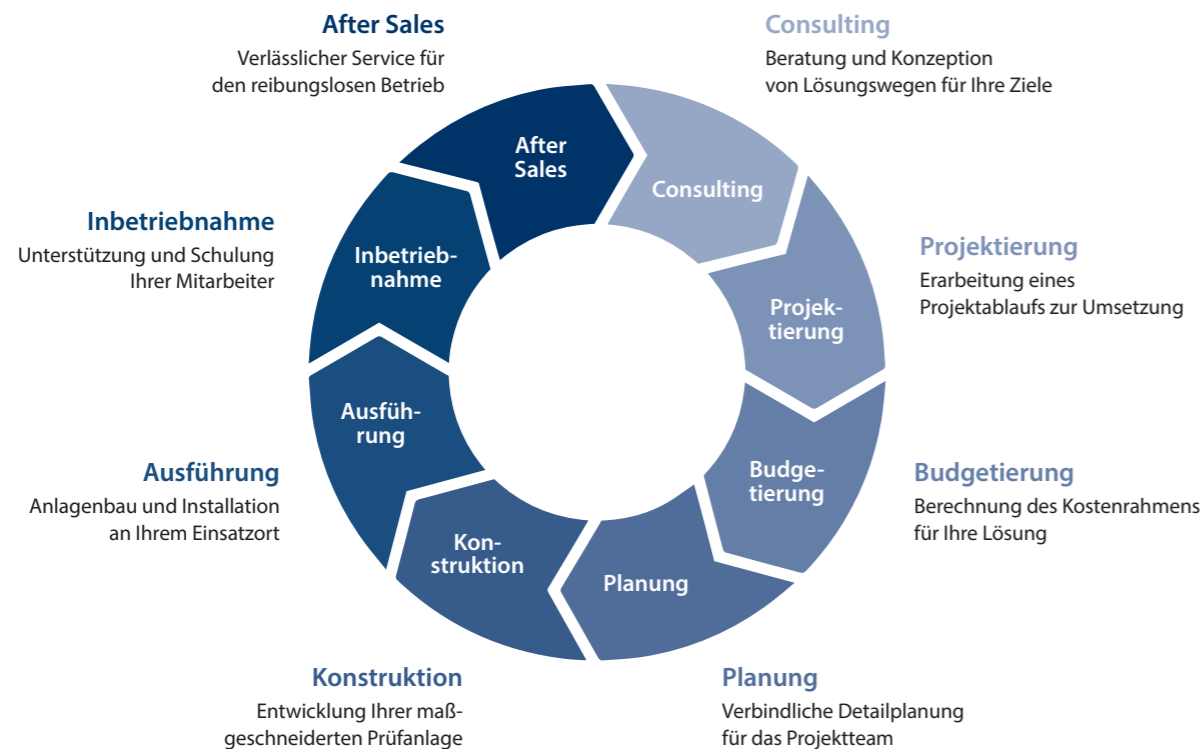 After Sales
Verlässlicher Service für
den reibungslosen Betrieb
Consulting
Beratung und Konzeption
von Lösungswegen für Ihre Ziele
After
Sales
Consulting
Inbetriebnahme
Unterstützung und Schulung
Ihrer Mitarbeiter
Inbetrieb-
nahme
Projek-
tierung
Projektierung
Erarbeitung eines
Projektablaufs zur Umsetzung
Ausführung
Anlagenbau und Installation
an Ihrem Einsatzort
Ausfüh-
rung
Budge-
tierung
Budgetierung
Berechnung des Kostenrahmens
für Ihre Lösung
Kon-
struktion
Planung
Konstruktion
Entwicklung Ihrer maß-
geschneiderten Prüfanlage
Planung
Verbindliche Detailplanung
für das Projektteam